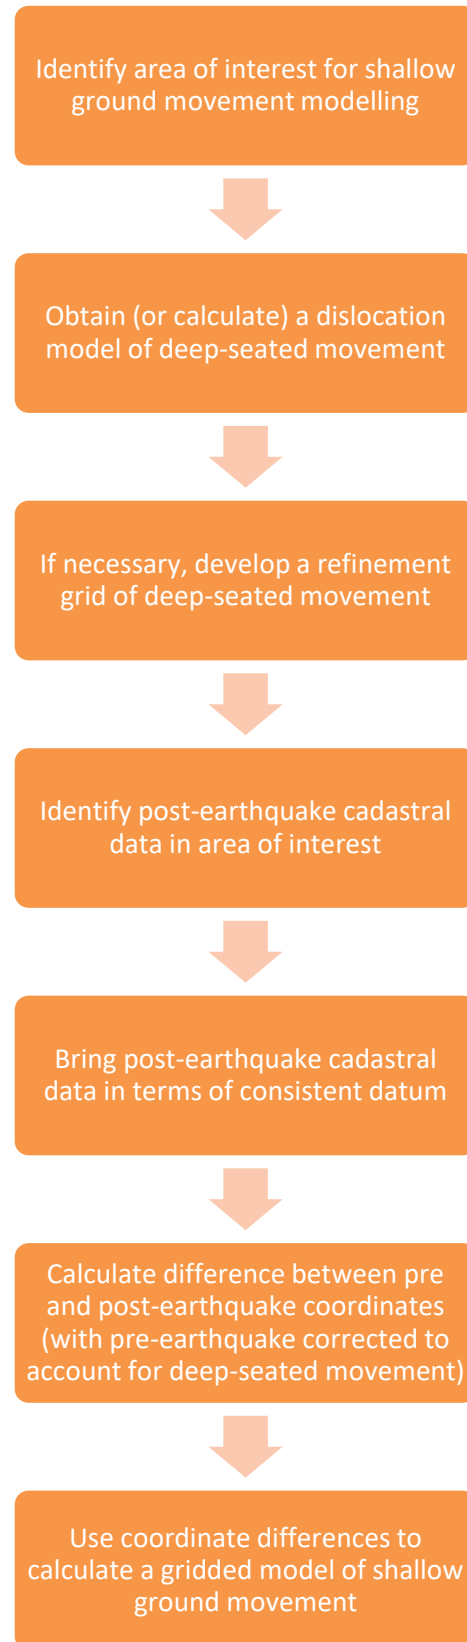 Identify area of interest for shallow
ground movement modelling
Obtain (or calculate) a dislocation
model of deep-seated movement
If necessary, develop a refinement
grid of deep-seated movement
Identify post-earthquake cadastral
data in area of interest
Bring post-earthquake cadastral
data in terms of consistent datum
Calculate difference between pre
and post-earthquake coordinates
(with pre-earthquake corrected to
account for deep-seated movement)
Use coordinate differences to
calculate a gridded model of shallow
ground movement